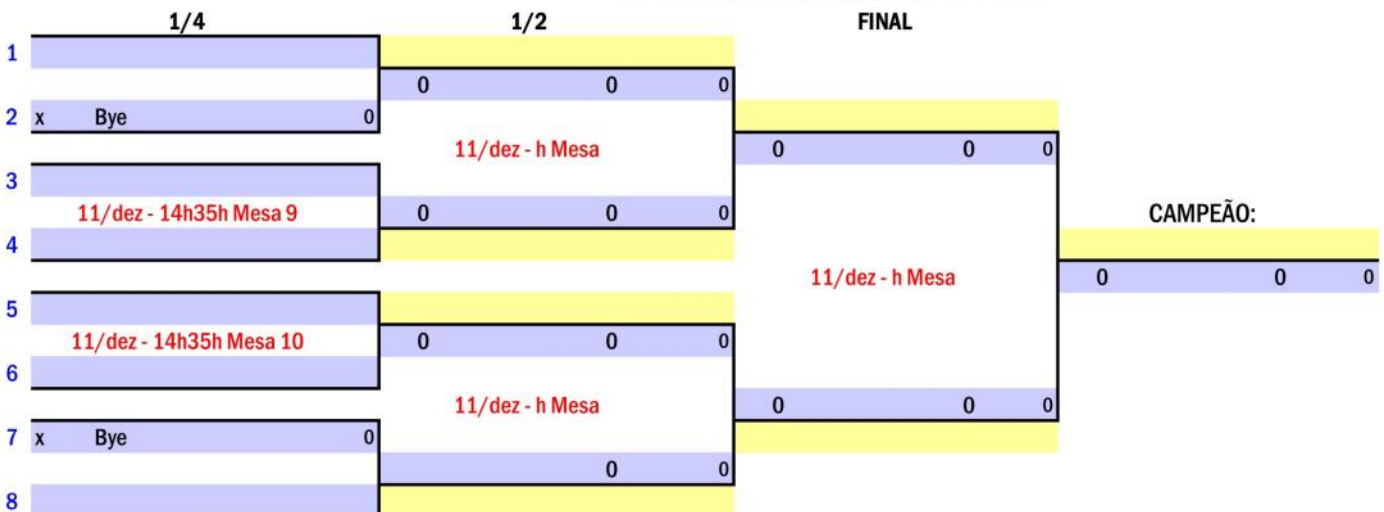 1/4 1/2 FINAL
1
0 0 0
2 x Bye 0
11/dez - h Mesa
0 0 0
3
11/dez - 14h35h Mesa 9
0 0 0
CAMPEÃO:
4
11/dez - h Mesa
0 0 0
5
11/dez - 14h35h Mesa 10
0 0 0
6
11/dez - h Mesa
0 0 0
7 x Bye 0
0 0
8